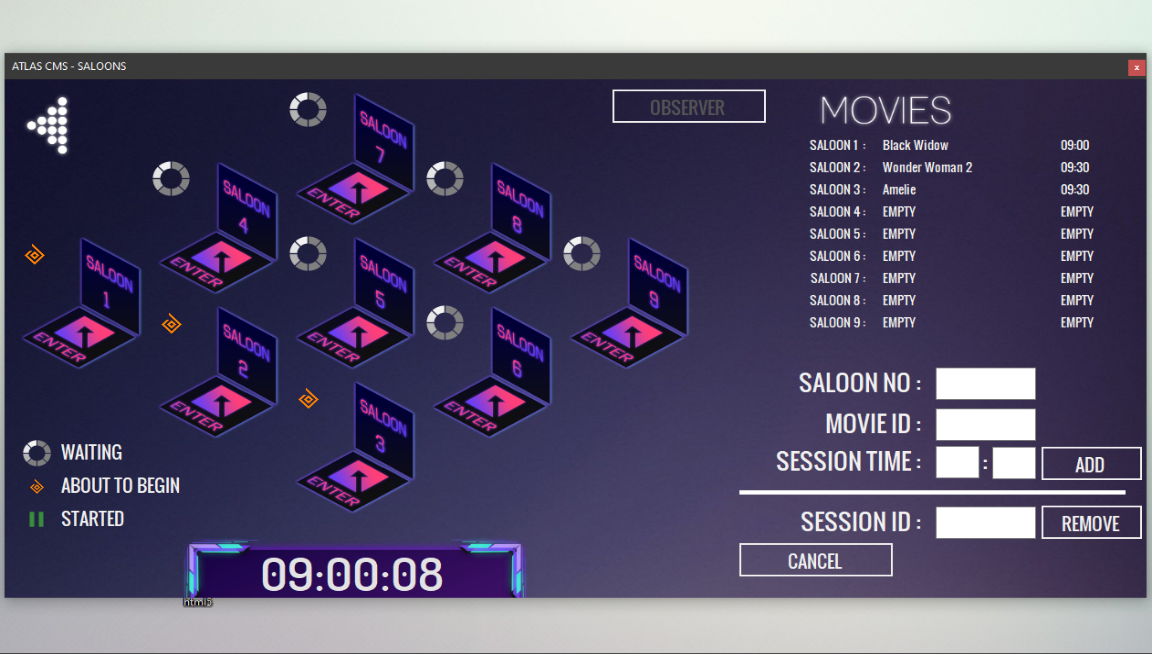 ATLAS CMS - SALOONS
x
OBSERVER
MOVIES
SALOON 1 : Black Widow 09:00
SALOON 2 : Wonder Woman 2 09:30
SALOON 3 : Amelie 09:30
SALOON 4 : EMPTY EMPTY
SALOON 5 : EMPTY EMPTY
SALOON 6 : EMPTY EMPTY
SALOON 7 : EMPTY EMPTY
SALOON 8 : EMPTY EMPTY
SALOON 9 : EMPTY EMPTY
SALOON
7
ENTER
SALOON
4
ENTER
SALOON
8
ENTER
SALOON
1
ENTER
SALOON
5
ENTER
SALOON
9
ENTER
SALOON
2
ENTER
SALOON
6
ENTER
SALOON
3
ENTER
SALOON NO :
MOVIE ID :
SESSION TIME : : ADD
SESSION ID : REMOVE
CANCEL
WAITING
ABOUT TO BEGIN
STARTED
09:00:08
html5